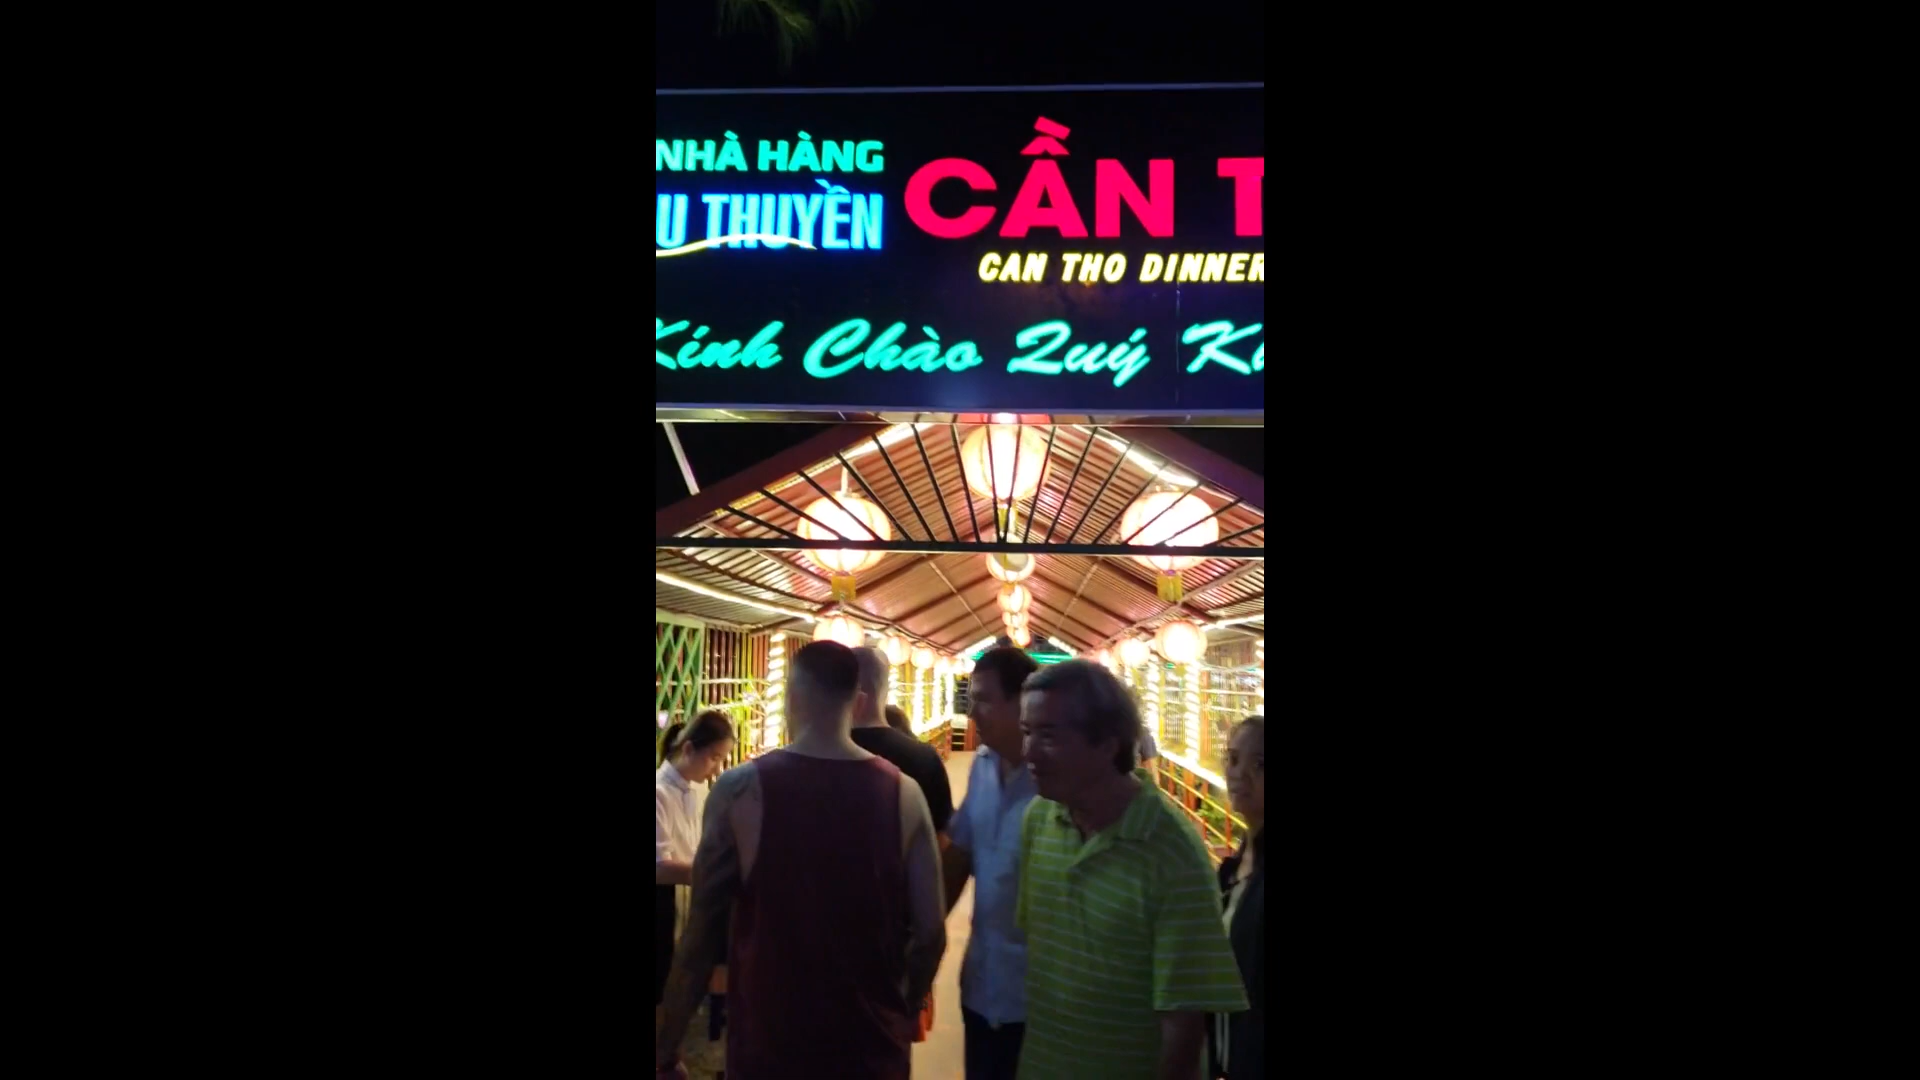 NHÀ HÀNG
U THUYỀN
CẦN T
CAN THO DINNER
Kính Chào Quý K